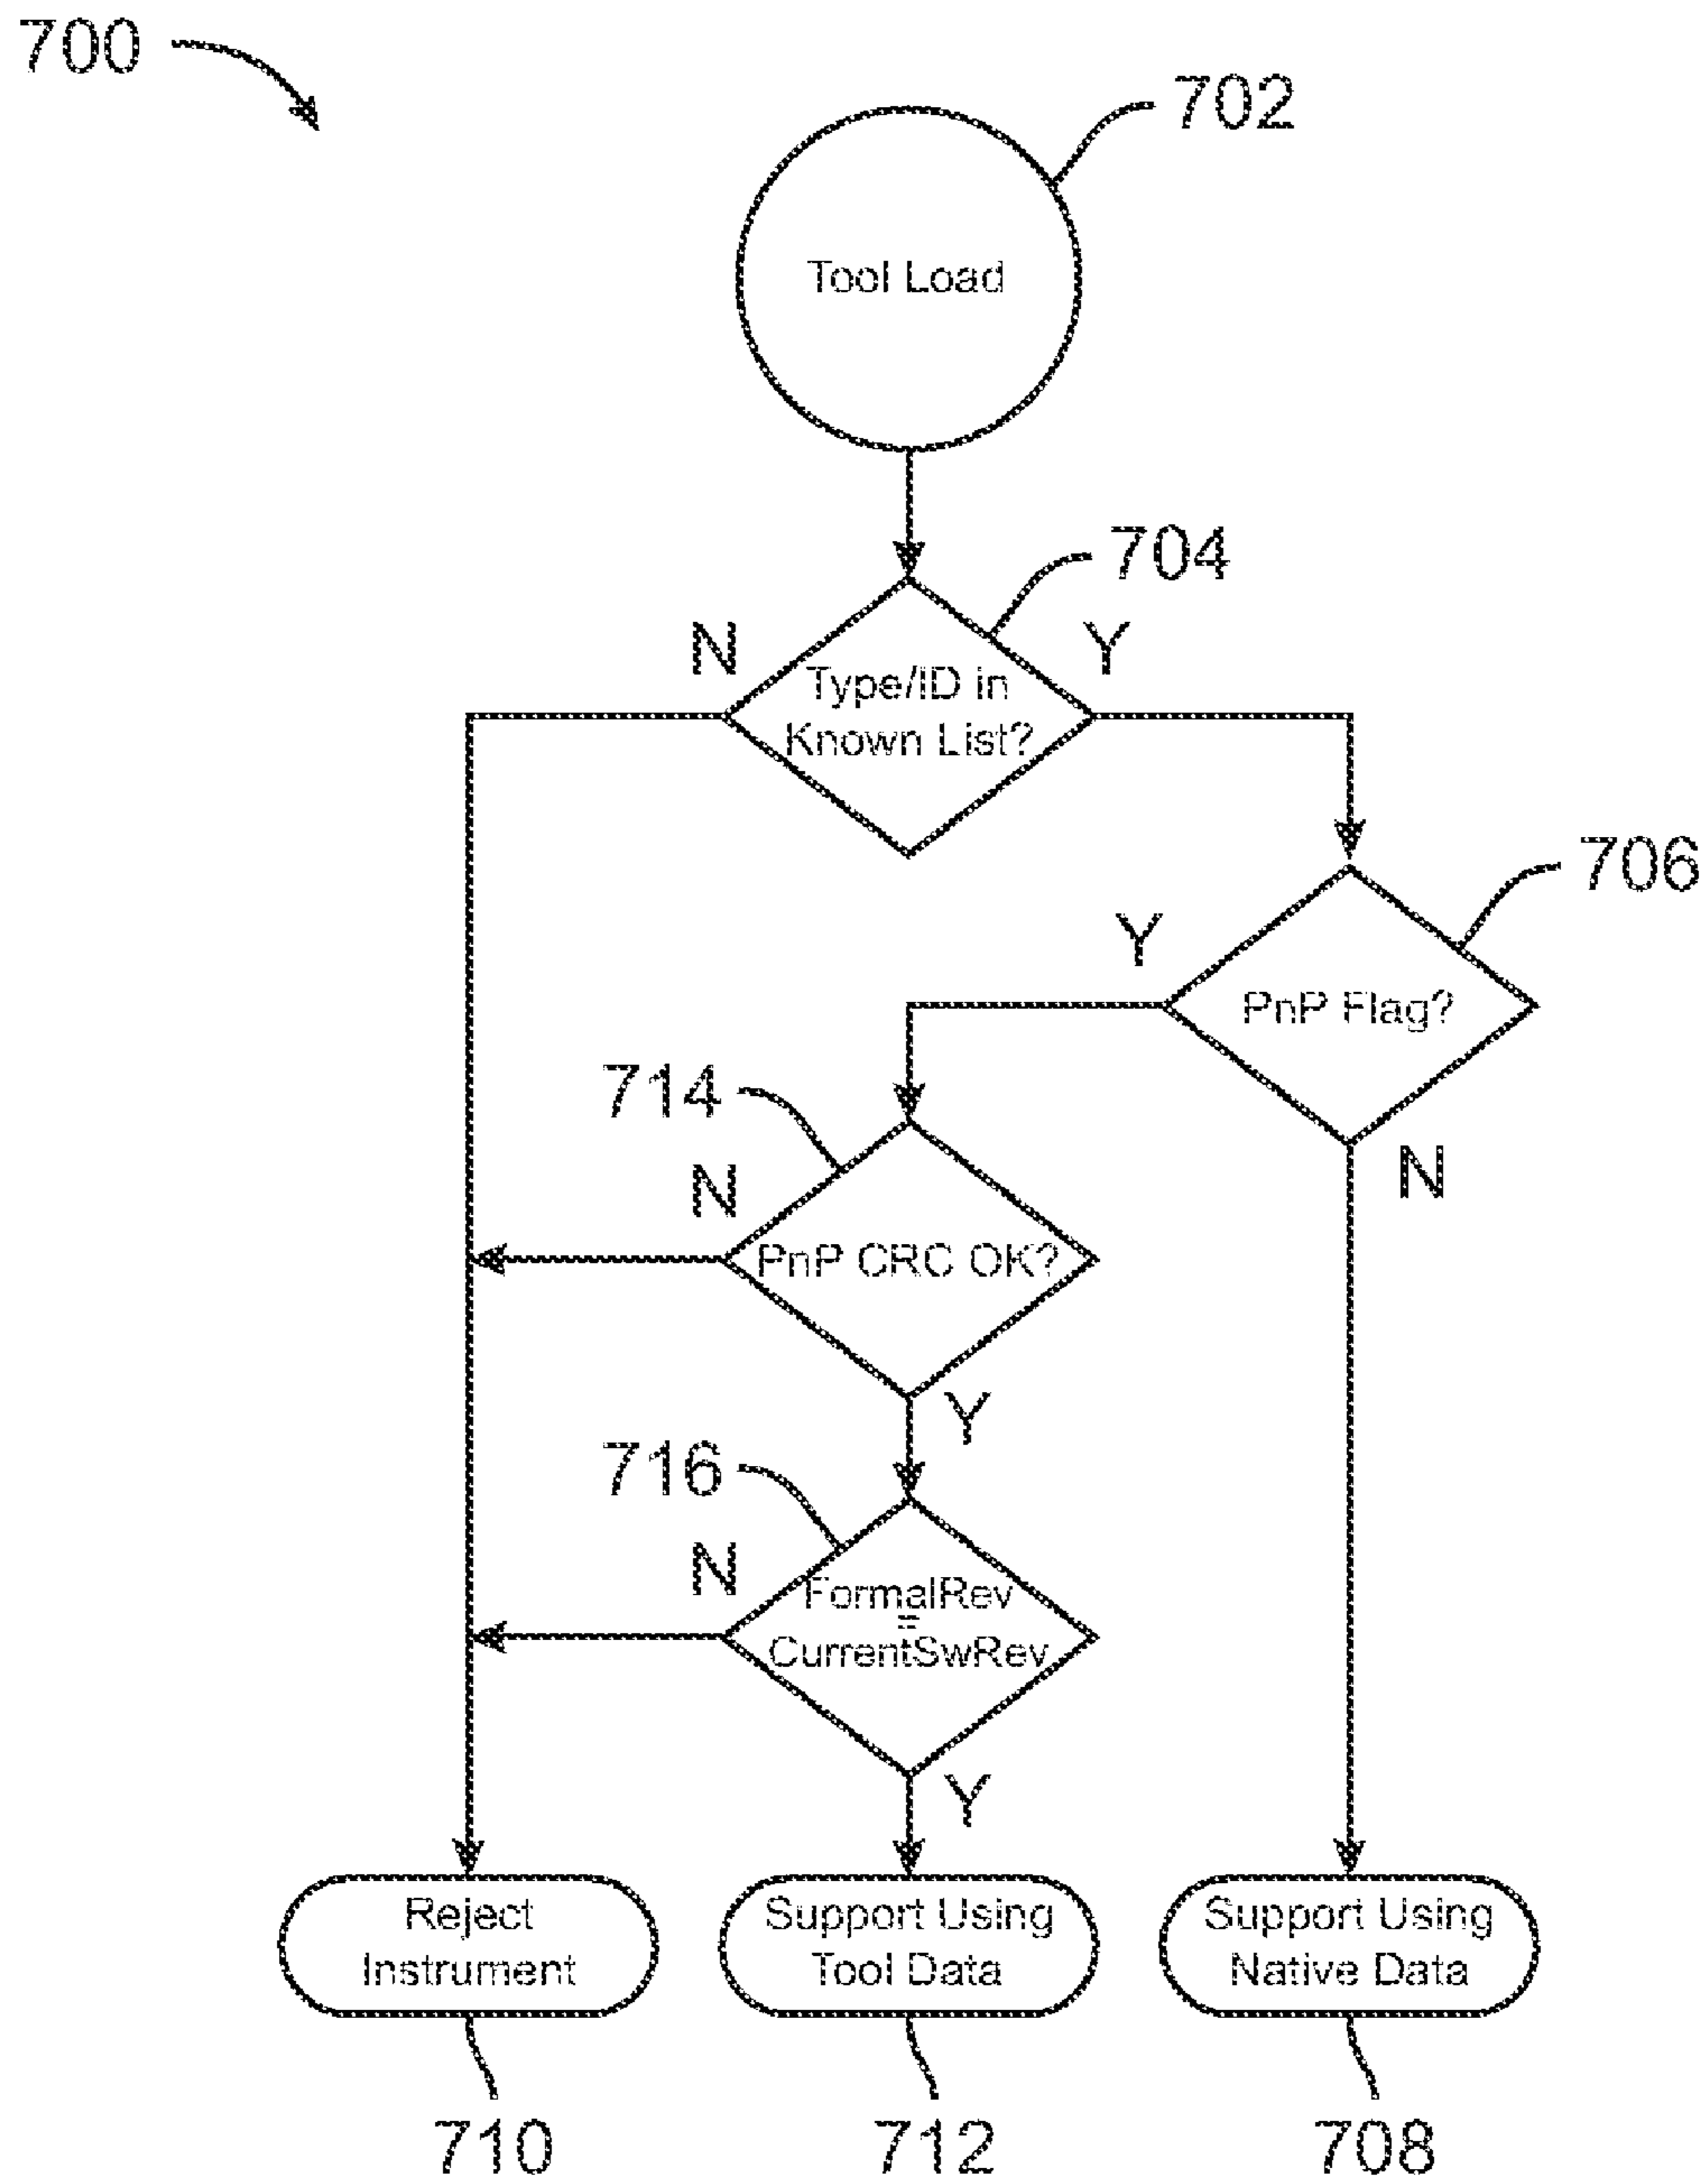 700
702
Tool Load
704
N
Y
Type/ID in
Known List?
706
Y
PnP Flag?
714
N
N
PnP CRC OK?
Y
716
N
FormalRev
=
CurrentSwRev
Y
Reject
Instrument
Support Using
Tool Data
Support Using
Native Data
710
712
708